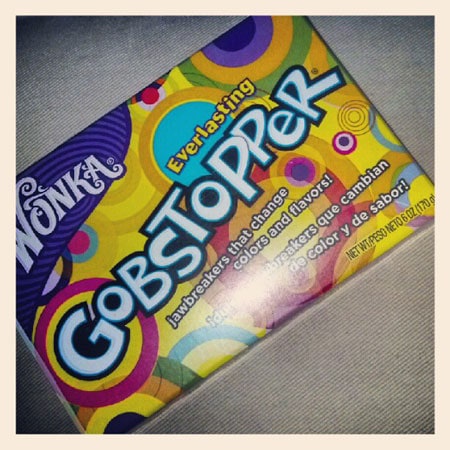 WONKA®
Everlasting
GOBSTOPPER®
jawbreakers that change
colors and flavors!
breakers que cambian
de color y de sabor!
NET WT/PESO NETO 6 OZ (170 g)